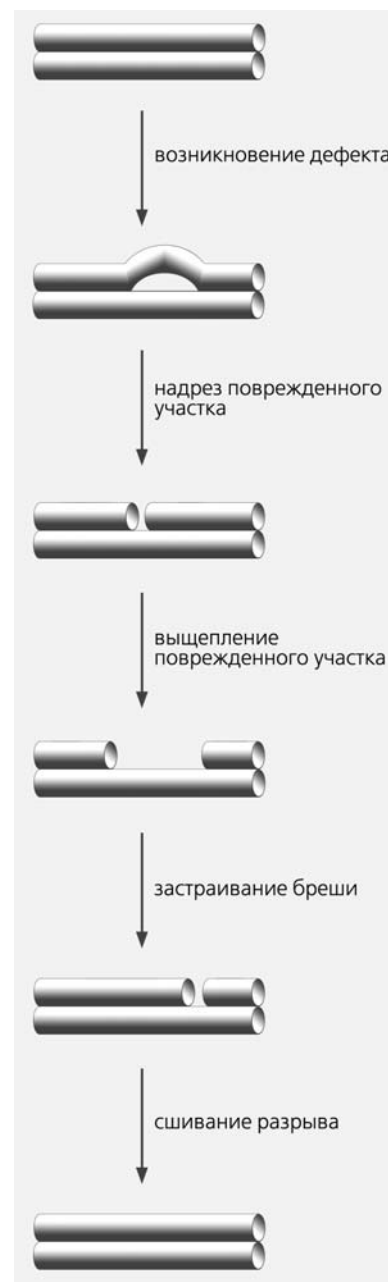 возникновение дефекта
надрез поврежденного
участка
выщепление
поврежденного участка
застраивание бреши
сшивание разрыва